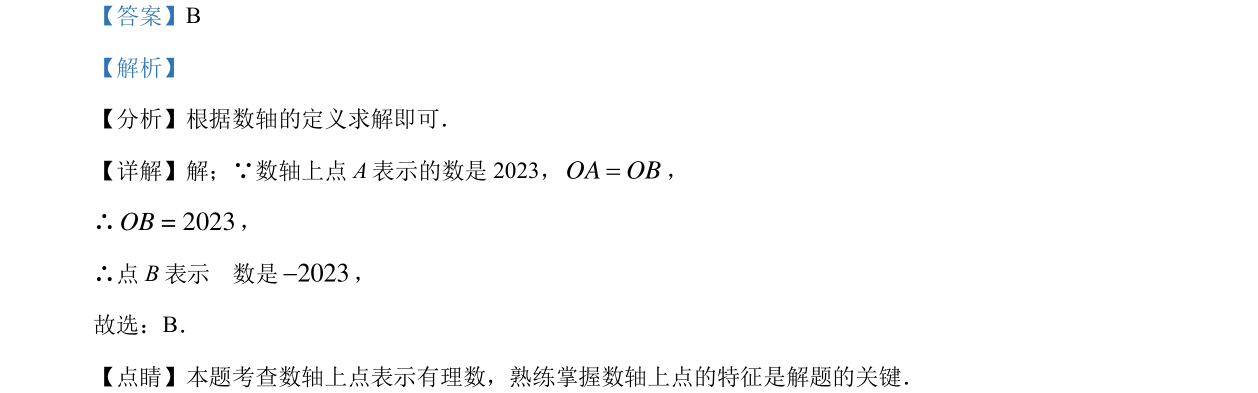 【答案】B
【解析】
【分析】根据数轴的定义求解即可．
【详解】解；∵数轴上点 A 表示的数是 2023，OA = OB，
∴OB = 2023，
∴点 B 表示 数是 −2023，
故选：B．
【点睛】本题考查数轴上点表示有理数，熟练掌握数轴上点的特征是解题的关键．